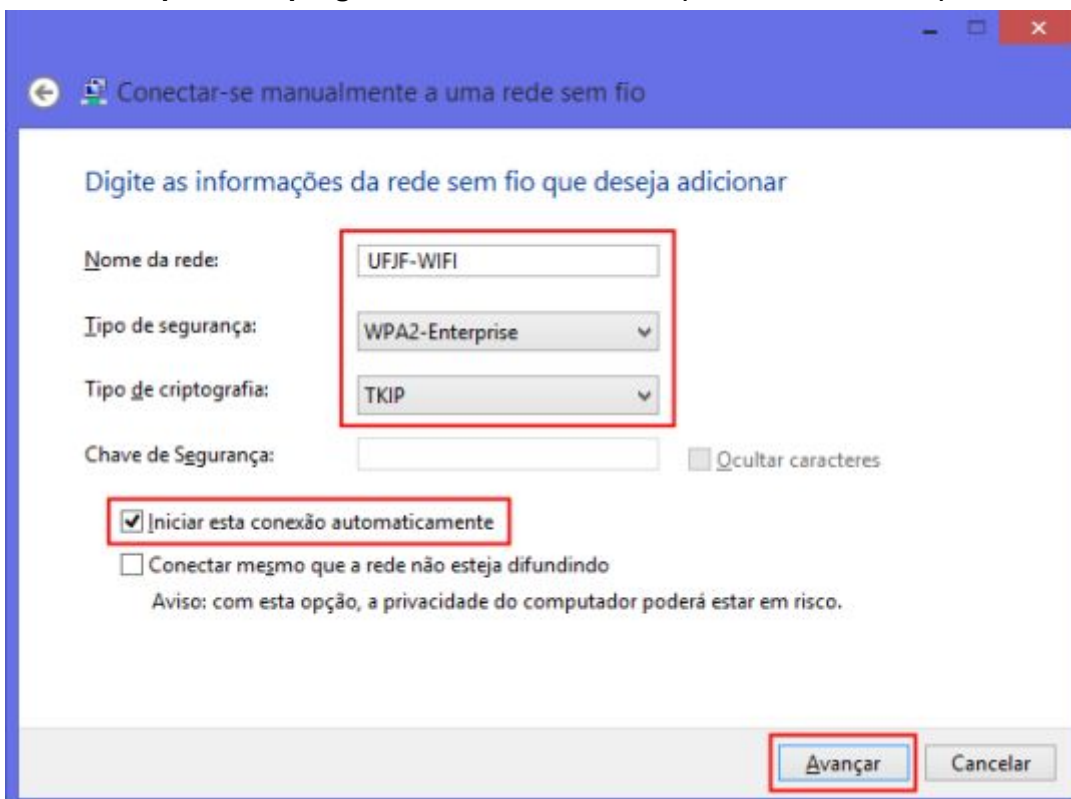 Conectar-se manualmente a uma rede sem fio
Digite as informações da rede sem fio que deseja adicionar
Nome da rede: UFJF-WIFI
Tipo de segurança: WPA2-Enterprise
Tipo de criptografia: TKIP
Chave de Segurança: Ocultar caracteres
Iniciar esta conexão automaticamente
Conectar mesmo que a rede não esteja difundindo
Aviso: com esta opção, a privacidade do computador poderá estar em risco.
Avançar Cancelar